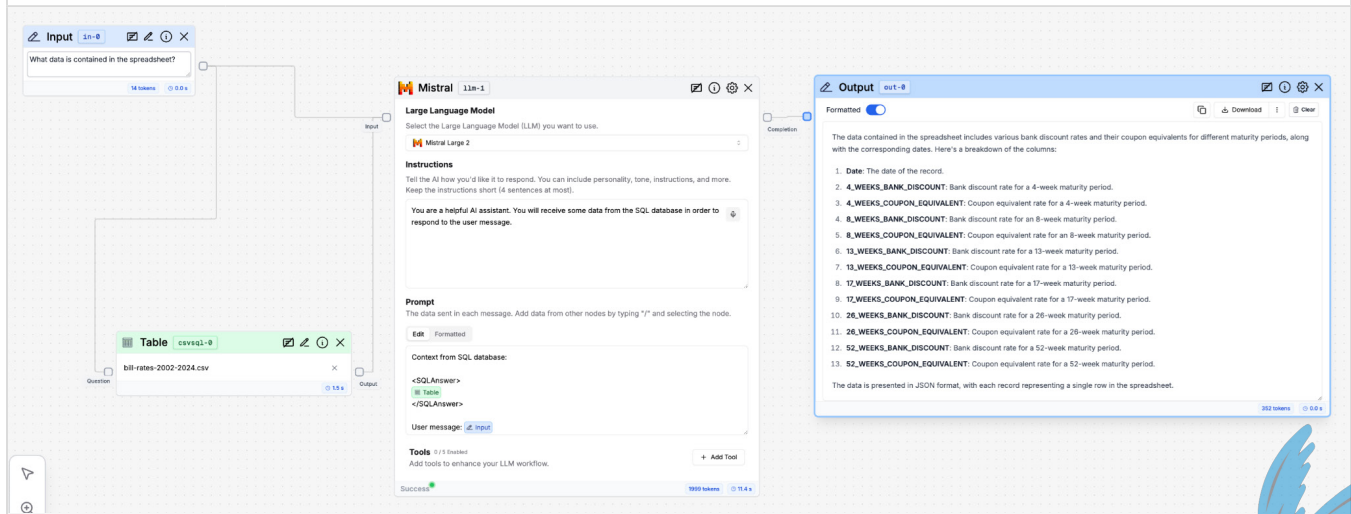 Input in-0
What data is contained in the spreadsheet?
14 tokens 0.0 s
Table csvsql-0
bill-rates-2002-2024.csv
Question
Output
1.5 s
Mistral llm-1
Input
Large Language Model
Select the Large Language Model (LLM) you want to use.
Mistral Large 2
Instructions
Tell the AI how you'd like it to respond. You can include personality, tone, instructions, and more.
Keep the instructions short (4 sentences at most).
You are a helpful AI assistant. You will receive some data from the SQL database in order to
respond to the user message.
Prompt
The data sent in each message. Add data from other nodes by typing "/" and selecting the node.
Edit Formatted
Context from SQL database:
<SQLAnswer>
Table
</SQLAnswer>
User message: Input
Tools 0 / 5 Enabled
Add tools to enhance your LLM workflow.
+ Add Tool
Success
1999 tokens 11.4 s
Completion
Output out-0
Formatted
Download
Clear
The data contained in the spreadsheet includes various bank discount rates and their coupon equivalents for different maturity periods, along
with the corresponding dates. Here's a breakdown of the columns:
1. Date: The date of the record.
2. 4_WEEKS_BANK_DISCOUNT: Bank discount rate for a 4-week maturity period.
3. 4_WEEKS_COUPON_EQUIVALENT: Coupon equivalent rate for a 4-week maturity period.
4. 8_WEEKS_BANK_DISCOUNT: Bank discount rate for an 8-week maturity period.
5. 8_WEEKS_COUPON_EQUIVALENT: Coupon equivalent rate for an 8-week maturity period.
6. 13_WEEKS_BANK_DISCOUNT: Bank discount rate for a 13-week maturity period.
7. 13_WEEKS_COUPON_EQUIVALENT: Coupon equivalent rate for a 13-week maturity period.
8. 17_WEEKS_BANK_DISCOUNT: Bank discount rate for a 17-week maturity period.
9. 17_WEEKS_COUPON_EQUIVALENT: Coupon equivalent rate for a 17-week maturity period.
10. 26_WEEKS_BANK_DISCOUNT: Bank discount rate for a 26-week maturity period.
11. 26_WEEKS_COUPON_EQUIVALENT: Coupon equivalent rate for a 26-week maturity period.
12. 52_WEEKS_BANK_DISCOUNT: Bank discount rate for a 52-week maturity period.
13. 52_WEEKS_COUPON_EQUIVALENT: Coupon equivalent rate for a 52-week maturity period.
The data is presented in JSON format, with each record representing a single row in the spreadsheet.
352 tokens 0.0 s